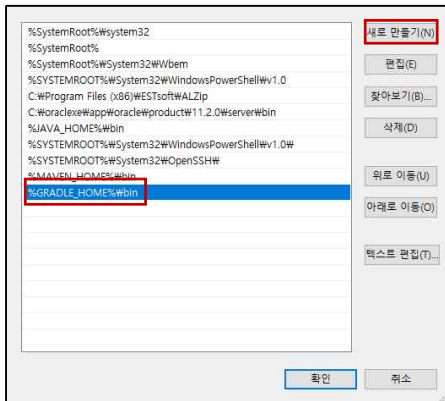 %SystemRoot%₩system32
%SystemRoot%
%SystemRoot%₩System32₩Wbem
%SYSTEMROOT%₩System32₩WindowsPowerShell₩v1.0
C:₩Program Files (x86)₩ESTsoft₩ALZip
C:₩oraclexe₩app₩oracle₩product₩11.2.0₩server₩bin
%JAVA_HOME%₩bin
%SYSTEMROOT%₩System32₩WindowsPowerShell₩v1.0₩
%SYSTEMROOT%₩System32₩OpenSSH₩
%MAVEN_HOME%₩bin
%GRADLE_HOME%₩bin
새로 만들기(N)
편집(E)
찾아보기(B)...
삭제(D)
위로 이동(U)
아래로 이동(O)
텍스트 편집(T)...
확인
취소